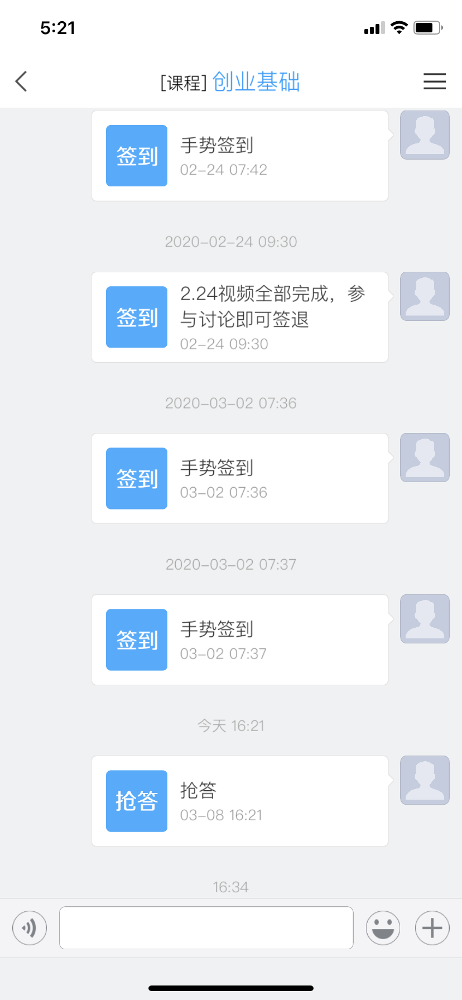 5:21
[课程] 创业基础
签到
手势签到
02-24 07:42
2020-02-24 09:30
签到
2.24视频全部完成，参
与讨论即可签退
02-24 09:30
2020-03-02 07:36
签到
手势签到
03-02 07:36
2020-03-02 07:37
签到
手势签到
03-02 07:37
今天 16:21
抢答
抢答
03-08 16:21
16:34